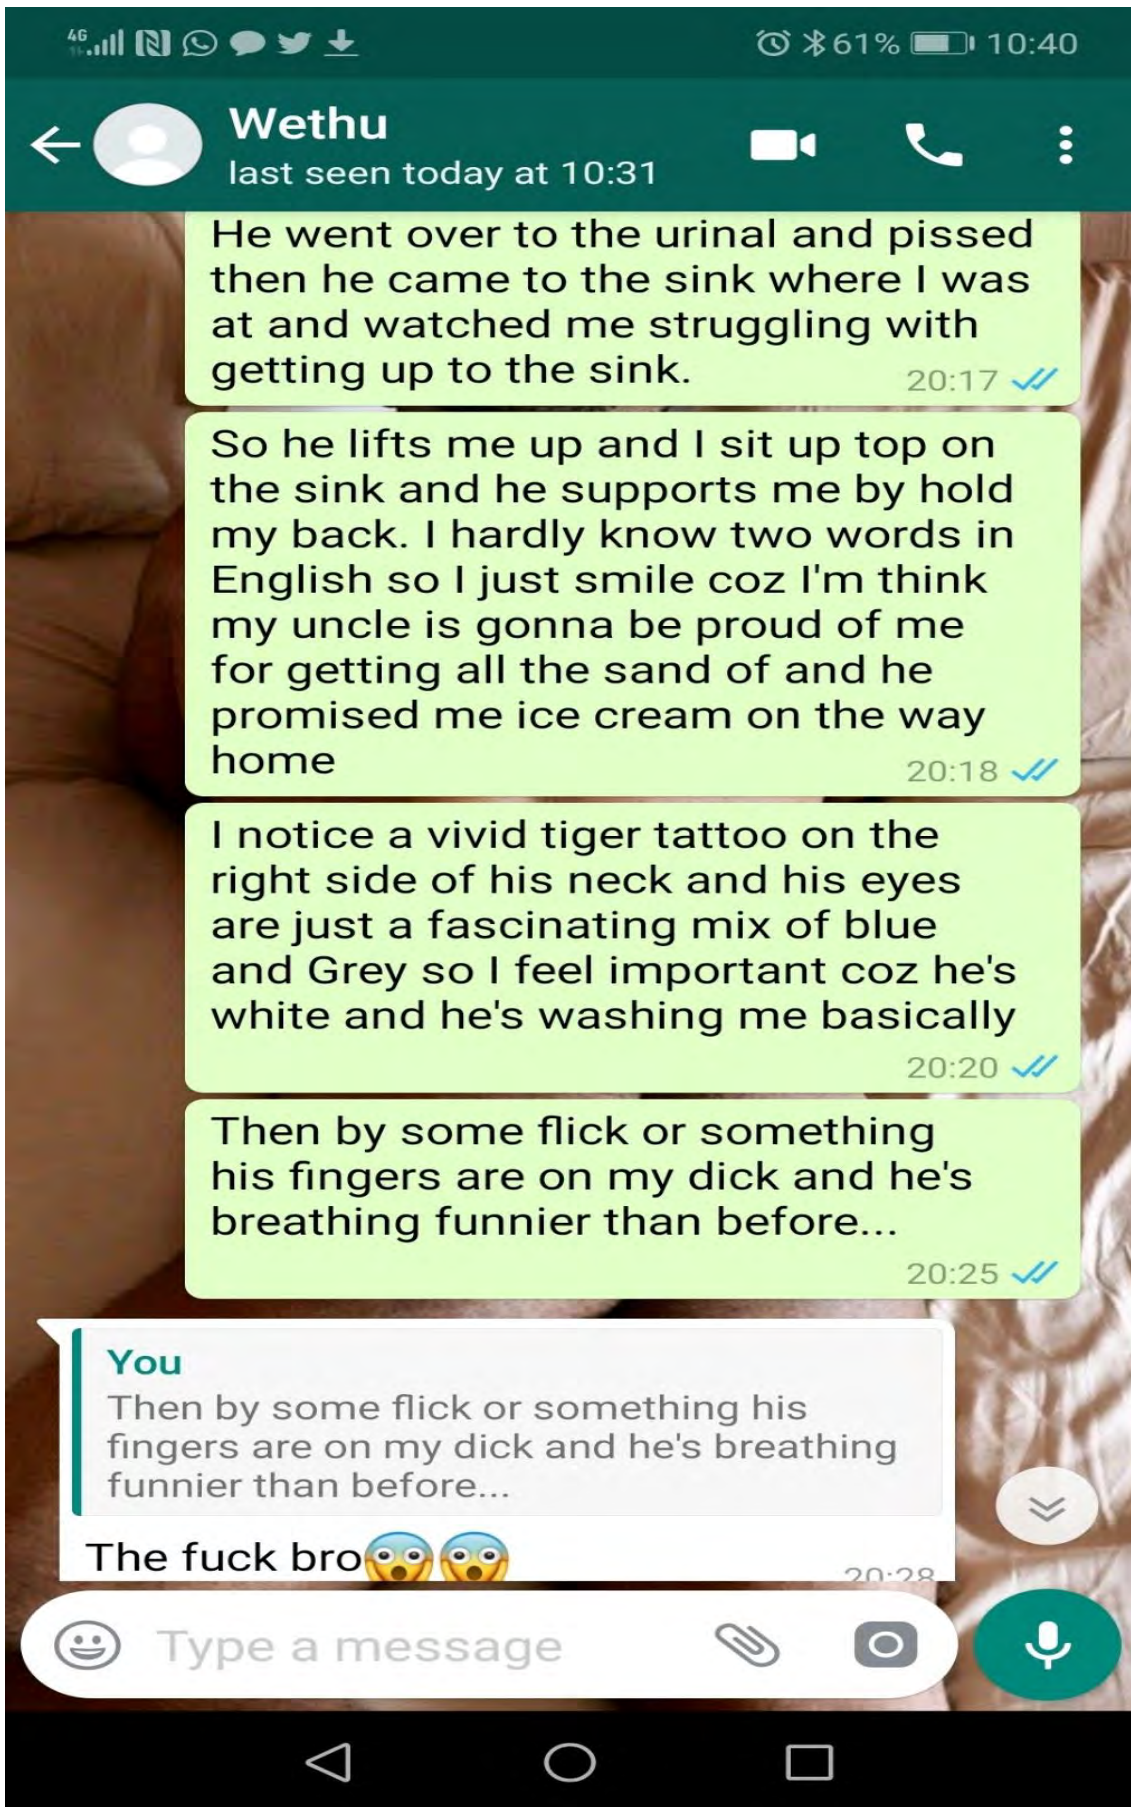 4G
61% 10:40
Wethu
last seen today at 10:31
He went over to the urinal and pissed
then he came to the sink where I was
at and watched me struggling with
getting up to the sink.
20:17
So he lifts me up and I sit up top on
the sink and he supports me by hold
my back. I hardly know two words in
English so I just smile coz I'm think
my uncle is gonna be proud of me
for getting all the sand of and he
promised me ice cream on the way
home
20:18
I notice a vivid tiger tattoo on the
right side of his neck and his eyes
are just a fascinating mix of blue
and Grey so I feel important coz he's
white and he's washing me basically
20:20
Then by some flick or something
his fingers are on my dick and he's
breathing funnier than before...
20:25
You
Then by some flick or something his
fingers are on my dick and he's breathing
funnier than before...
The fuck bro😱😱
20:28
Type a message